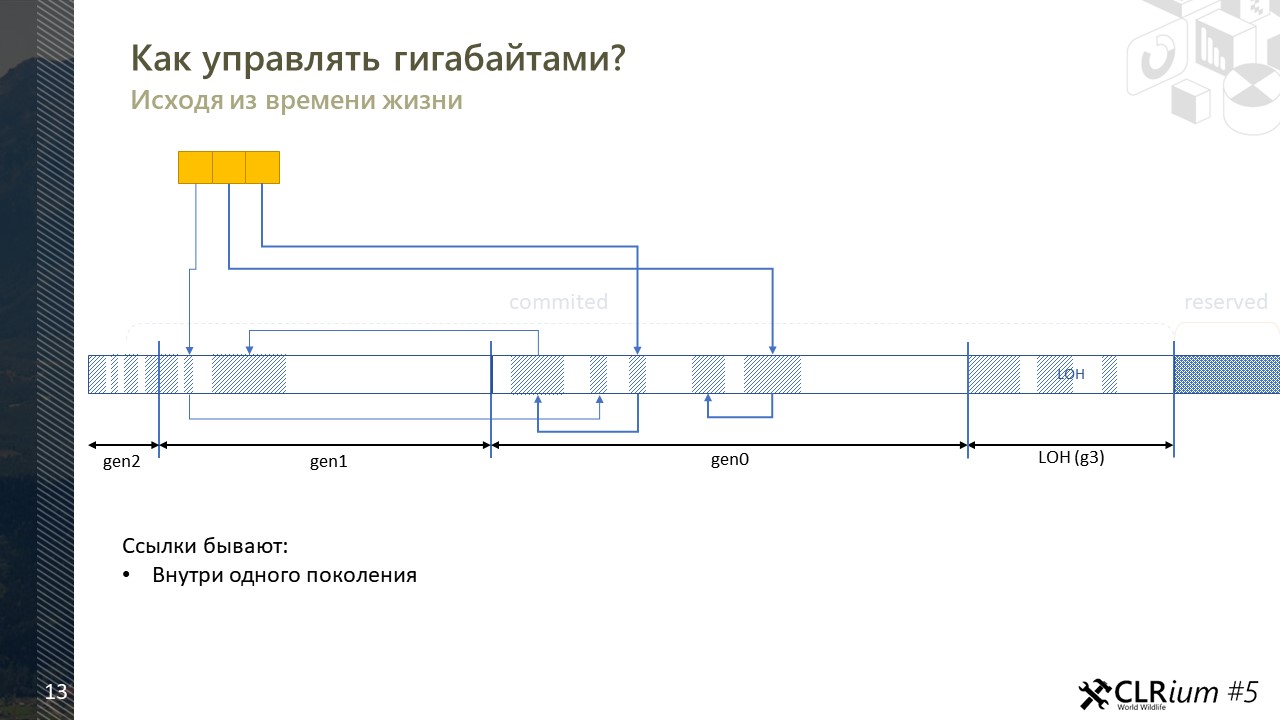 Как управлять гигабайтами?
Исходя из времени жизни
commited
reserved
LOH
gen2
gen1
gen0
LOH (g3)
Ссылки бывают:
• Внутри одного поколения
13
CLRium #5
World Wildlife